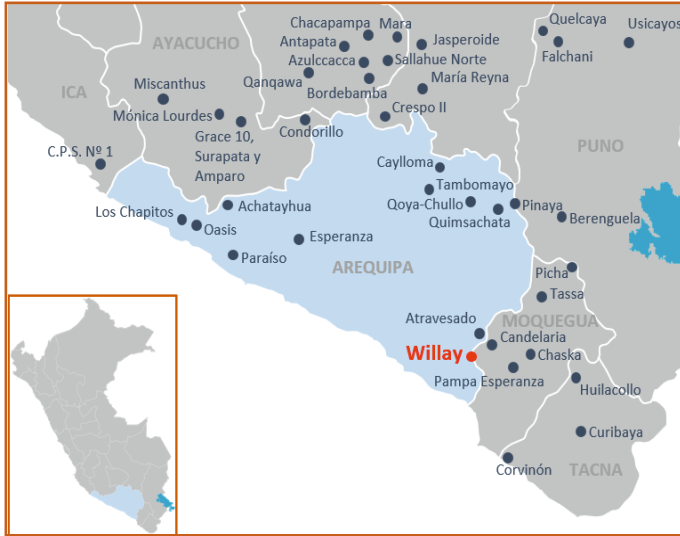 Chacapampa
Mara
Quelcaya
Usicayos
AYACUCHO
Antapata
Jasperoide
Falchani
Azulccacca
Sallahue Norte
Miscanthus
Qanqawa
María Reyna
ICA
Bordebamba
Mónica Lourdes
Crespo II
Grace 10,
Surapata y
Amparo
Condorillo
C.P.S. Nº 1
PUNO
Caylloma
Tambomayo
Achatayhua
Qoya-Chullo
Pinaya
Los Chapitos
Quimsachata
Berenguela
Oasis
Esperanza
Paraíso
AREQUIPA
Picha
Tassa
Atravesado
MOQUEGUA
Candelaria
Willay
Chaska
Pampa Esperanza
Huilacollo
Curibaya
Corvinón
TACNA